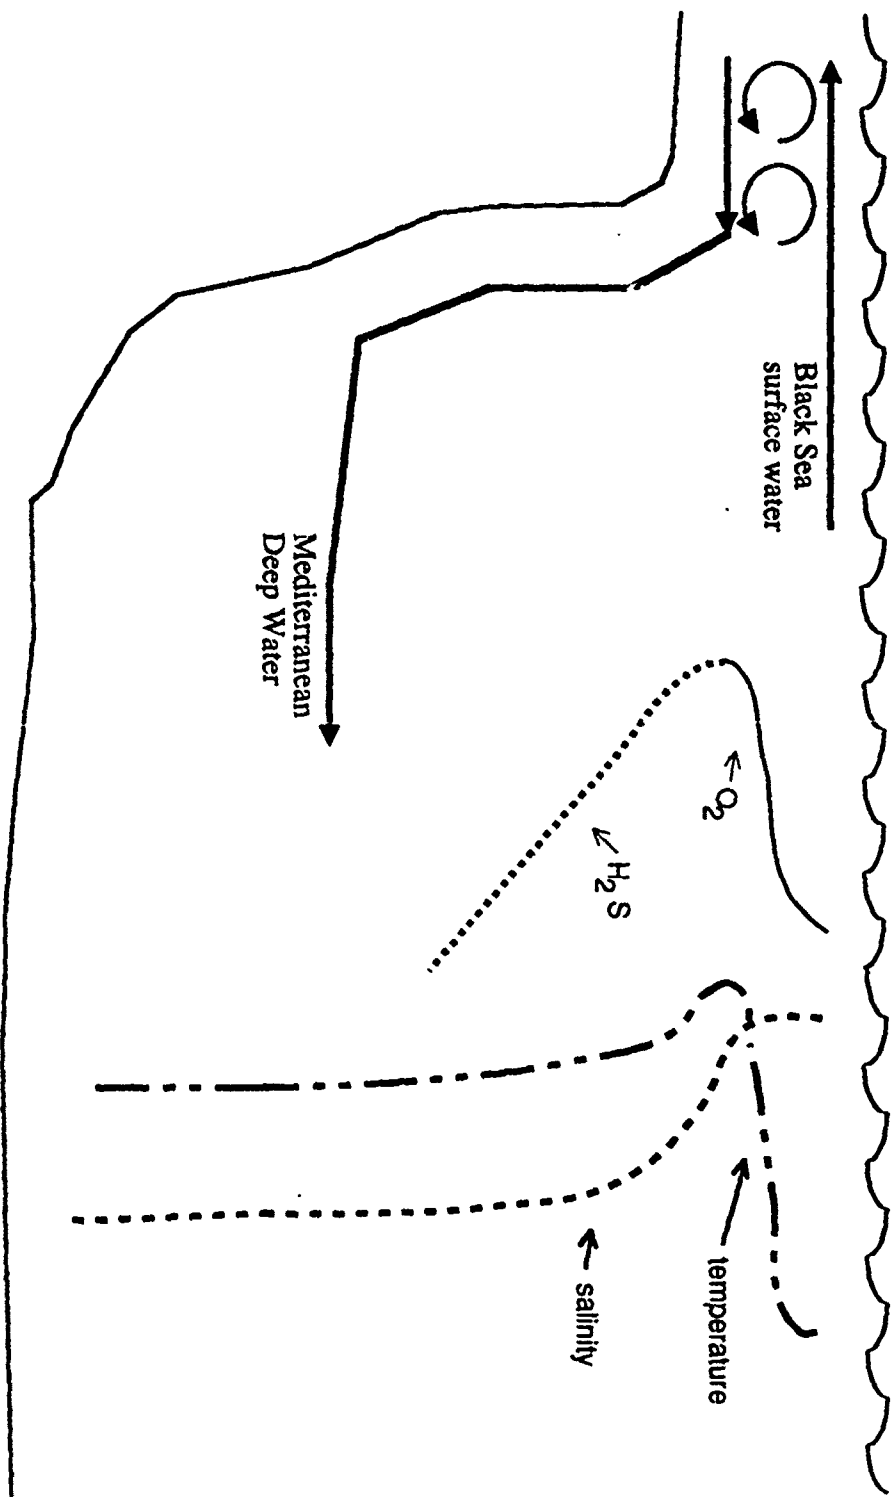 Black Sea
surface water
Mediterranean
Deep Water
O₂
H₂S
temperature
salinity